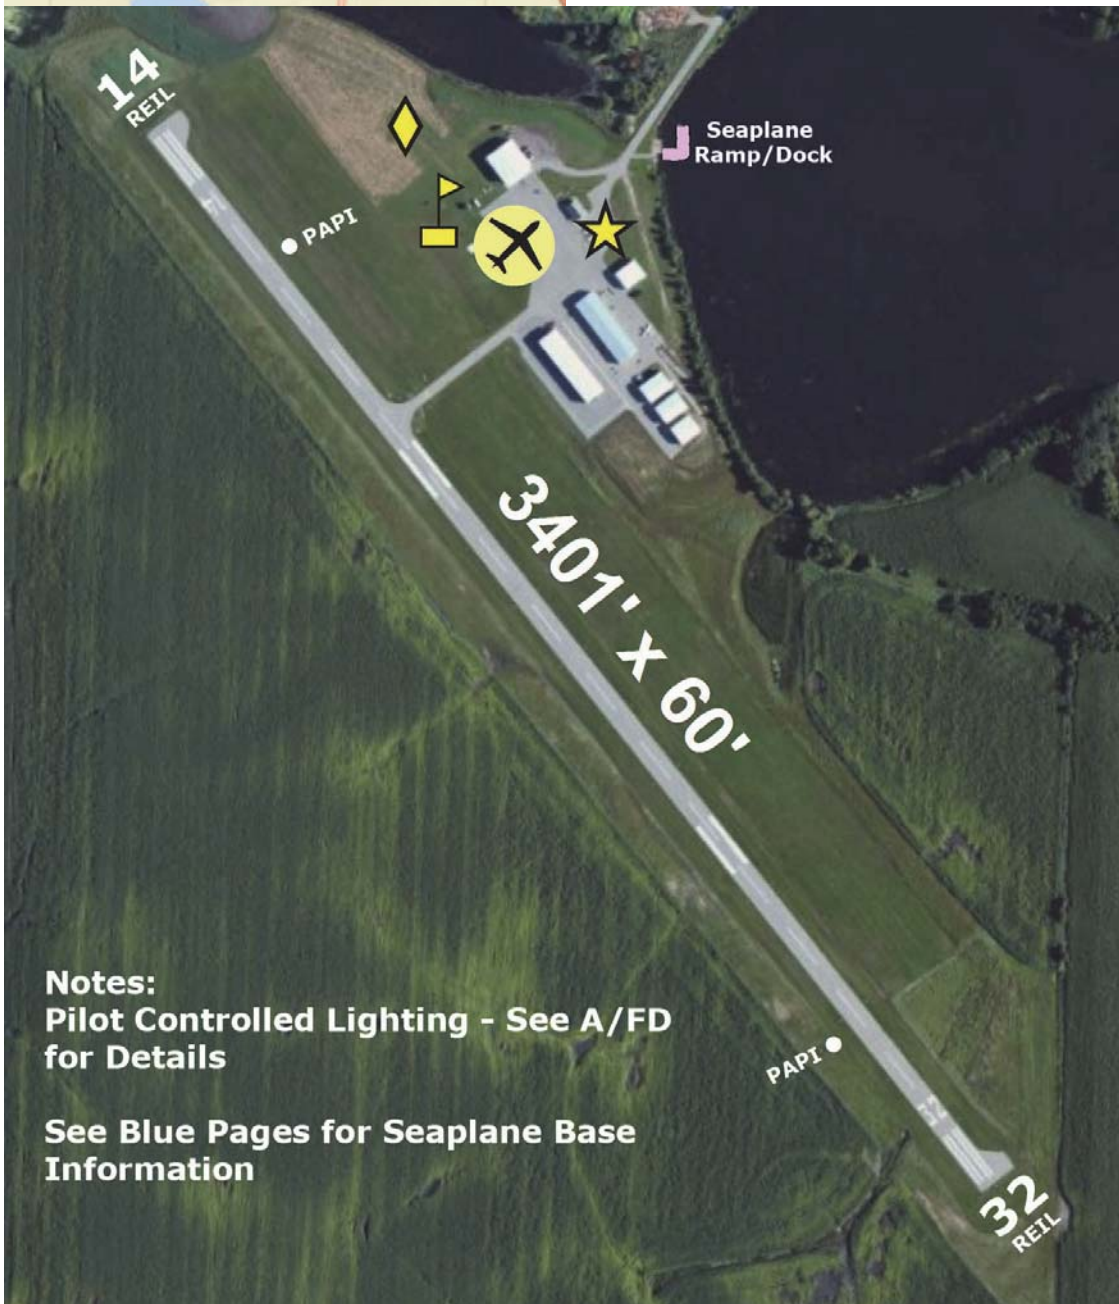 14
REIL
Seaplane
Ramp/Dock
PAPI
3401' x 60'
Notes:
Pilot Controlled Lighting - See A/FD
for Details
See Blue Pages for Seaplane Base
Information
PAPI
32
REIL